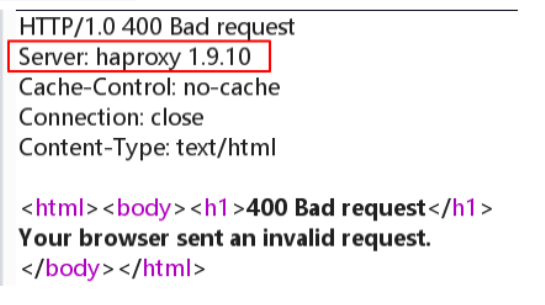 HTTP/1.0 400 Bad request
Server: haproxy 1.9.10
Cache-Control: no-cache
Connection: close
Content-Type: text/html
<html><body><h1>400 Bad request</h1>
Your browser sent an invalid request.
</body></html>